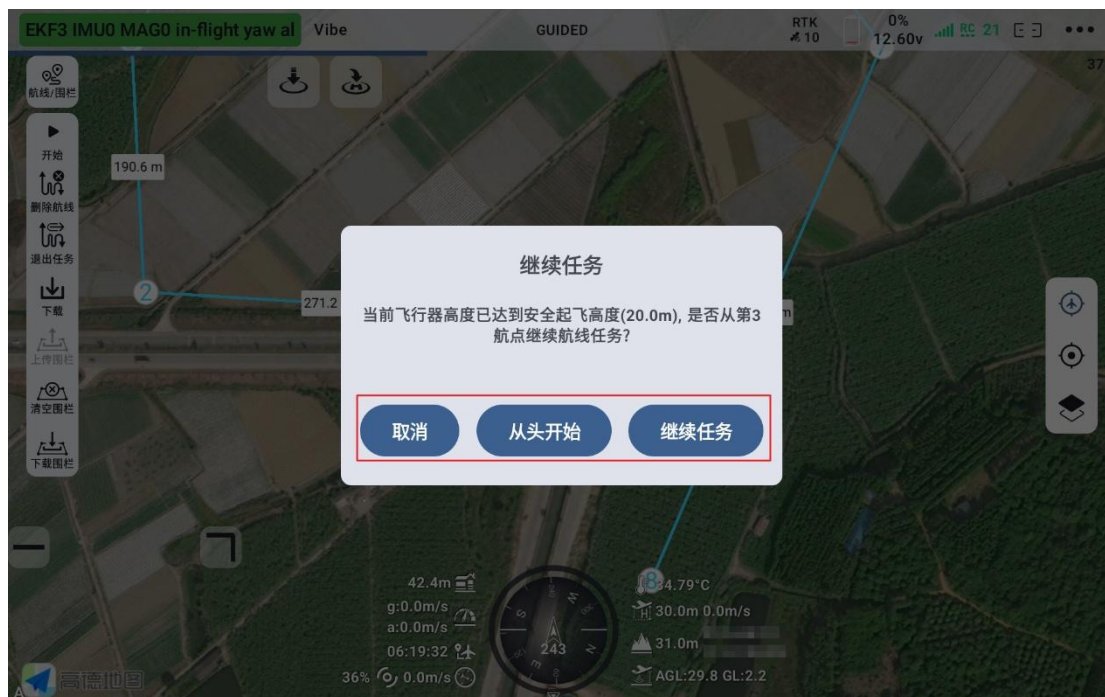 EKF3 IMU0 MAG0 in-flight yaw al
Vibe
GUIDED
RTK
10
0%
12.60v
RC 21
37
航线/围栏
开始
删除航线
退出任务
下载
上传围栏
清空围栏
下载围栏
190.6 m
2
271.2
m
继续任务
当前飞行器高度已达到安全起飞高度(20.0m), 是否从第3
航点继续航线任务?
取消
从头开始
继续任务
8
42.4m
g:0.0m/s
a:0.0m/s
06:19:32
36%
0.0m/s
243
34.79°C
30.0m 0.0m/s
31.0m
AGL:29.8 GL:2.2
高德地图